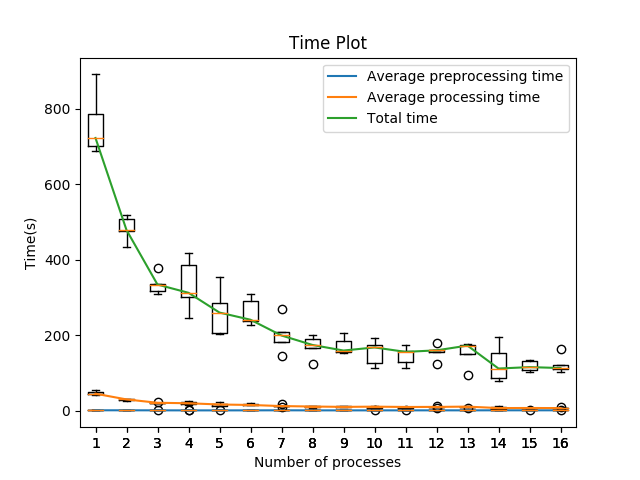 Time Plot
Average preprocessing time
Average processing time
Total time
800
600
400
200
0
Time(s)
1 2 3 4 5 6 7 8 9 10 11 12 13 14 15 16
Number of processes